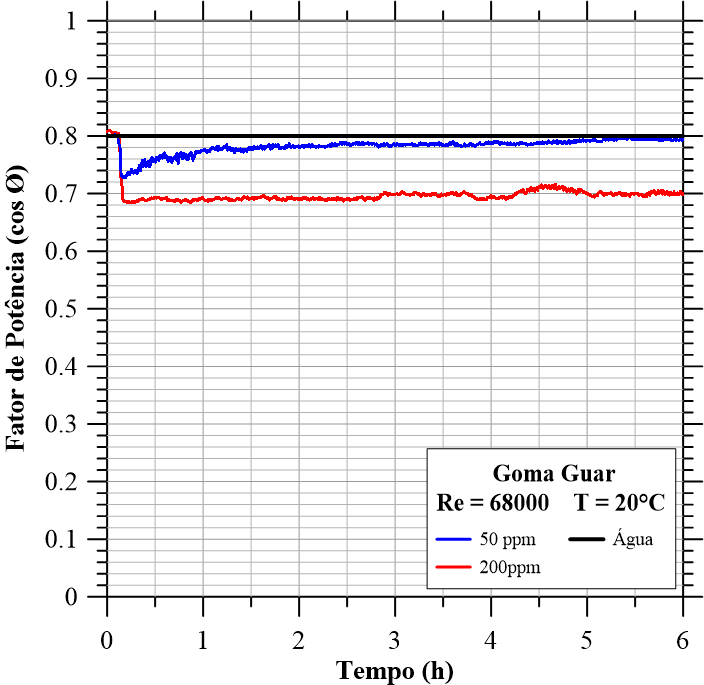 Fator de Potência (cos Ø)
1
0.9
0.8
0.7
0.6
0.5
0.4
0.3
0.2
0.1
0
Goma Guar
Re = 68000 T = 20°C
50 ppm Água
200ppm
0 1 2 3 4 5 6
Tempo (h)